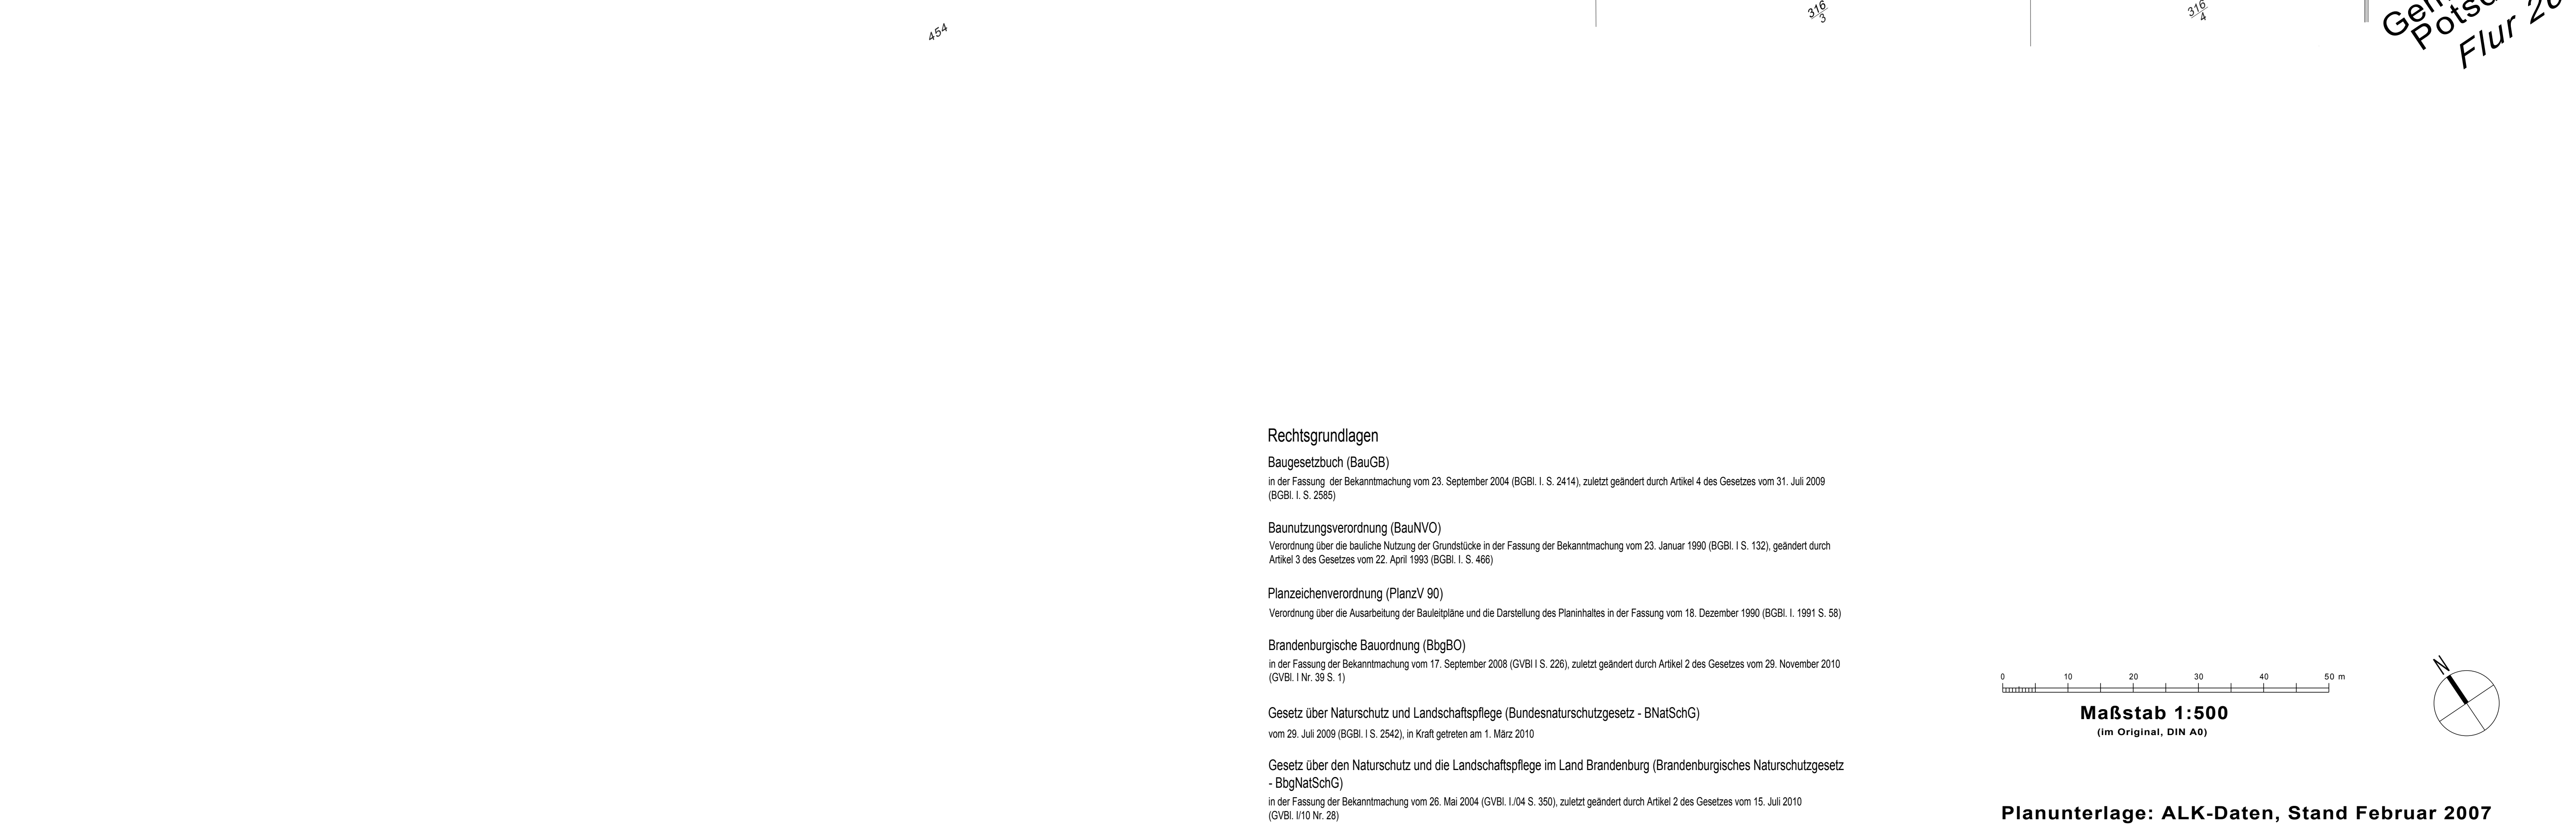 454
316
3
316
4
Flur
Rechtsgrundlagen
Baugesetzbuch (BauGB)
in der Fassung der Bekanntmachung vom 23. September 2004 (BGBl. I. S. 2414), zuletzt geändert durch Artikel 4 des Gesetzes vom 31. Juli 2009
(BGBl. I. S. 2585)
Baunutzungsverordnung (BauNVO)
Verordnung über die bauliche Nutzung der Grundstücke in der Fassung der Bekanntmachung vom 23. Januar 1990 (BGBl. I S. 132), geändert durch
Artikel 3 des Gesetzes vom 22. April 1993 (BGBl. I. S. 466)
Planzeichenverordnung (PlanzV 90)
Verordnung über die Ausarbeitung der Bauleitpläne und die Darstellung des Planinhaltes in der Fassung vom 18. Dezember 1990 (BGBl. I. 1991 S. 58)
Brandenburgische Bauordnung (BbgBO)
in der Fassung der Bekanntmachung vom 17. September 2008 (GVBl I S. 226), zuletzt geändert durch Artikel 2 des Gesetzes vom 29. November 2010
(GVBl. I Nr. 39 S. 1)
Gesetz über Naturschutz und Landschaftspflege (Bundesnaturschutzgesetz - BNatSchG)
vom 29. Juli 2009 (BGBl. I S. 2542), in Kraft getreten am 1. März 2010
Gesetz über den Naturschutz und die Landschaftspflege im Land Brandenburg (Brandenburgisches Naturschutzgesetz
- BbgNatSchG)
in der Fassung der Bekanntmachung vom 26. Mai 2004 (GVBl. I./04 S. 350), zuletzt geändert durch Artikel 2 des Gesetzes vom 15. Juli 2010
(GVBl. I/10 Nr. 28)
0 10 20 30 40 50 m
Maßstab 1:500
(im Original, DIN A0)
N
Planunterlage: ALK-Daten, Stand Februar 2007